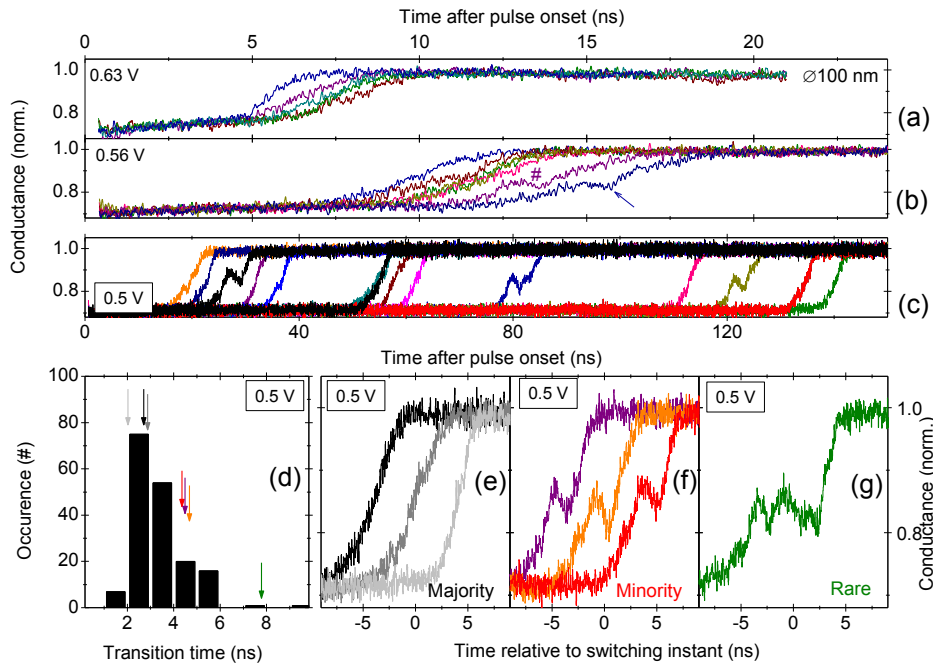 Time after pulse onset (ns)
0 5 10 15 20
1.0
0.8
0.63 V
∅100 nm
(a)
1.0
0.8
0.56 V
#
(b)
Conductance (norm.)
1.0
0.8
0.5 V
(c)
0 40 80 120
Time after pulse onset (ns)
100
80
60
40
20
0
Occurence (#)
0.5 V
(d)
2 4 6 8
Transition time (ns)
0.5 V
(e)
Majority
0.5 V
(f)
Minority
0.5 V
(g)
Rare
-5 0 5
-5 0 5
-5 0 5
Time relative to switching instant (ns)
1.0
0.8
Conductance (norm.)